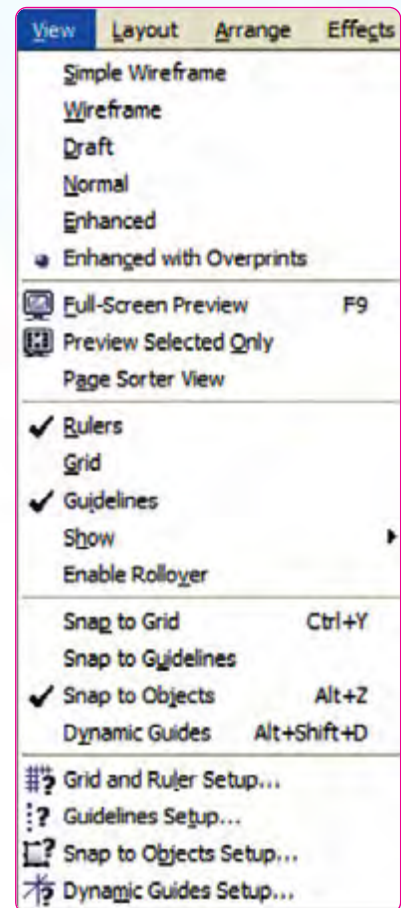 View Layout Arrange Effects
Simple Wireframe
Wireframe
Draft
Normal
Enhanced
Enhanced with Overprints
Full-Screen Preview F9
Preview Selected Only
Page Sorter View
Rulers
Grid
Guidelines
Show
Enable Rollover
Snap to Grid Ctrl+Y
Snap to Guidelines
Snap to Objects Alt+Z
Dynamic Guides Alt+Shift+D
Grid and Ruler Setup...
Guidelines Setup...
Snap to Objects Setup...
Dynamic Guides Setup...